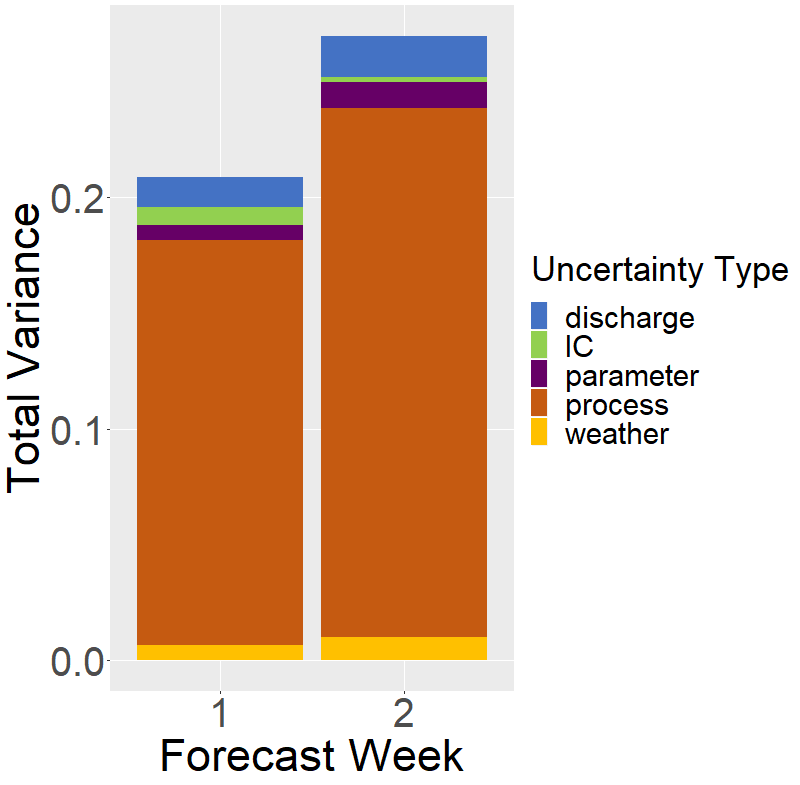 Total Variance
0.2
0.1
0.0
1 2
Forecast Week
Uncertainty Type
discharge
IC
parameter
process
weather